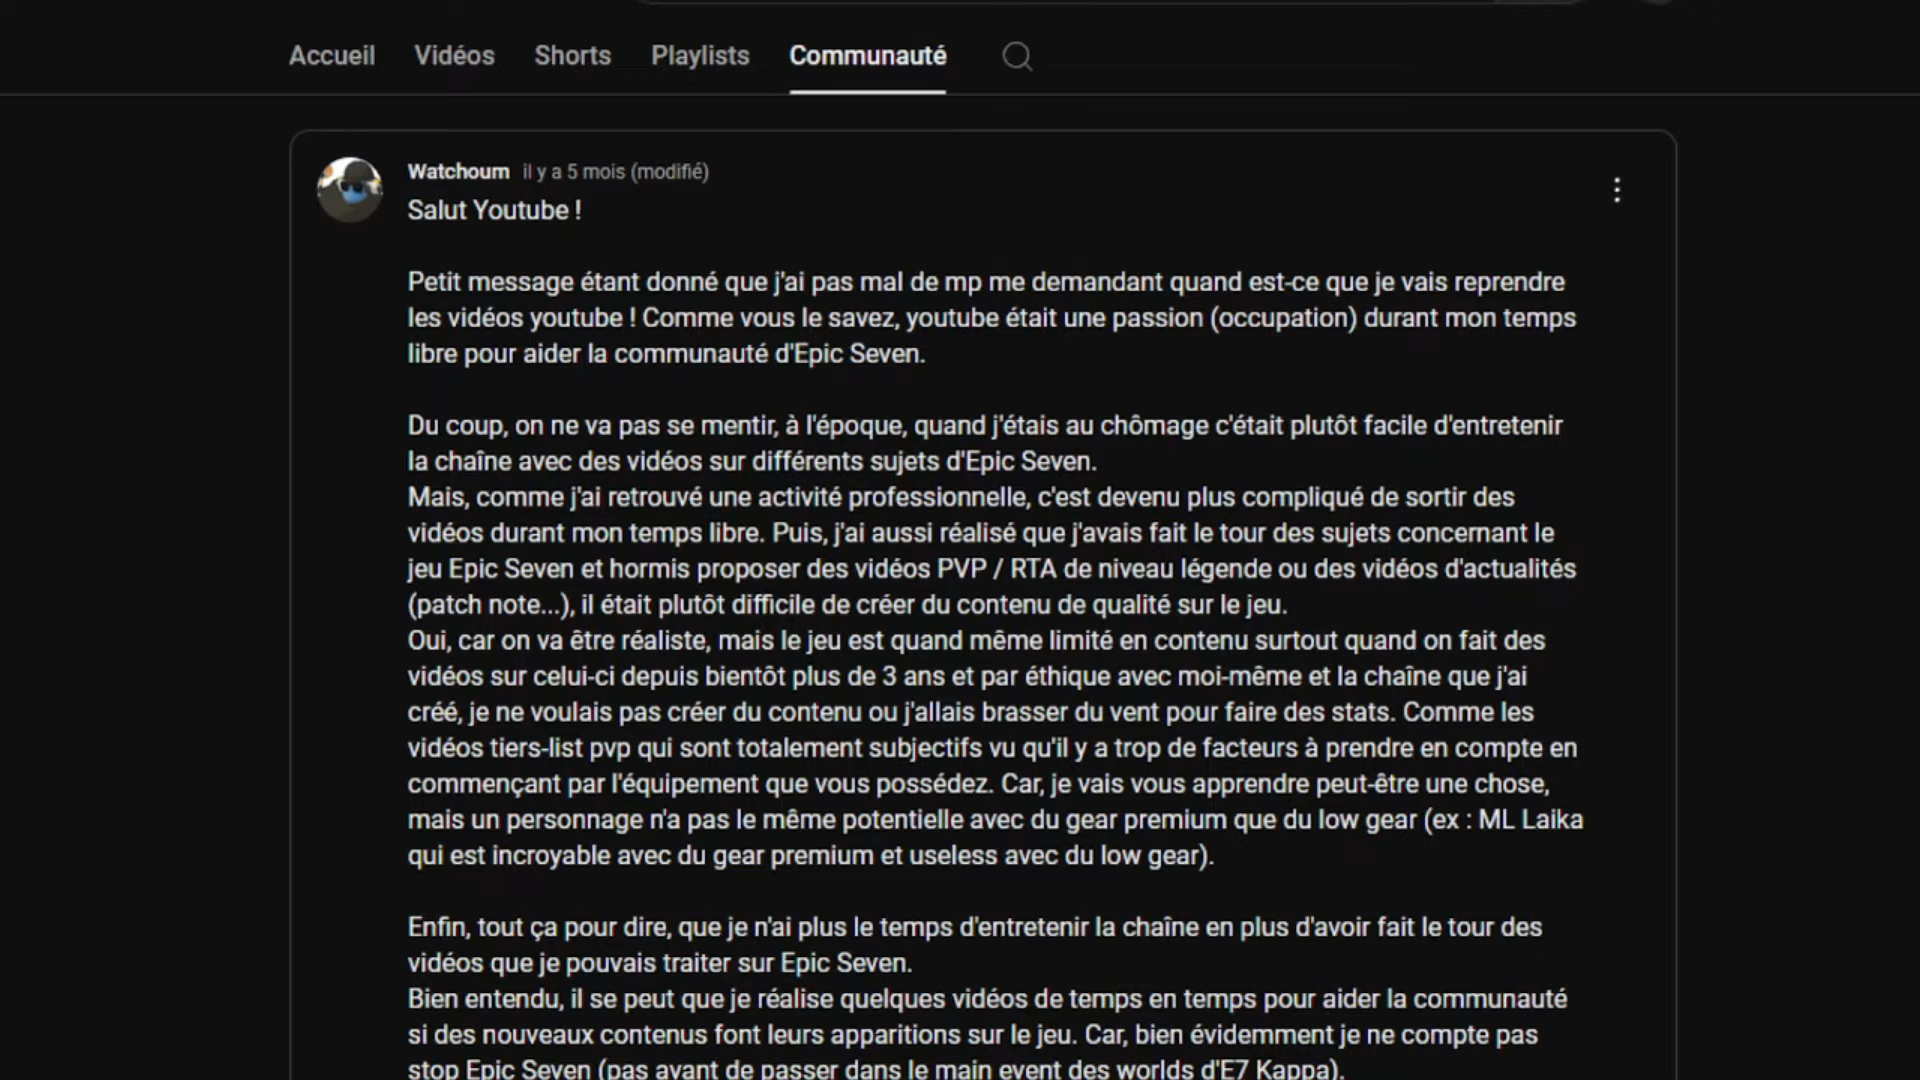 Accueil Vidéos Shorts Playlists Communauté
Watchoum il y a 5 mois (modifié)
Salut Youtube !
Petit message étant donné que j'ai pas mal de mp me demandant quand est-ce que je vais reprendre
les vidéos youtube ! Comme vous le savez, youtube était une passion (occupation) durant mon temps
libre pour aider la communauté d'Epic Seven.
Du coup, on ne va pas se mentir, à l'époque, quand j'étais au chômage c'était plutôt facile d'entretenir
la chaîne avec des vidéos sur différents sujets d'Epic Seven.
Mais, comme j'ai retrouvé une activité professionnelle, c'est devenu plus compliqué de sortir des
vidéos durant mon temps libre. Puis, j'ai aussi réalisé que j'avais fait le tour des sujets concernant le
jeu Epic Seven et hormis proposer des vidéos PVP / RTA de niveau légende ou des vidéos d'actualités
(patch note...), il était plutôt difficile de créer du contenu de qualité sur le jeu.
Oui, car on va être réaliste, mais le jeu est quand même limité en contenu surtout quand on fait des
vidéos sur celui-ci depuis bientôt plus de 3 ans et par éthique avec moi-même et la chaîne que j'ai
créé, je ne voulais pas créer du contenu ou j'allais brasser du vent pour faire des stats. Comme les
vidéos tiers-list pvp qui sont totalement subjectifs vu qu'il y a trop de facteurs à prendre en compte en
commençant par l'équipement que vous possédez. Car, je vais vous apprendre peut-être une chose,
mais un personnage n'a pas le même potentielle avec du gear premium que du low gear (ex : ML Laika
qui est incroyable avec du gear premium et useless avec du low gear).
Enfin, tout ça pour dire, que je n'ai plus le temps d'entretenir la chaîne en plus d'avoir fait le tour des
vidéos que je pouvais traiter sur Epic Seven.
Bien entendu, il se peut que je réalise quelques vidéos de temps en temps pour aider la communauté
si des nouveaux contenus font leurs apparitions sur le jeu. Car, bien évidemment je ne compte pas
stop Epic Seven (pas avant de passer dans le main event des worlds d'E7 Kappa).